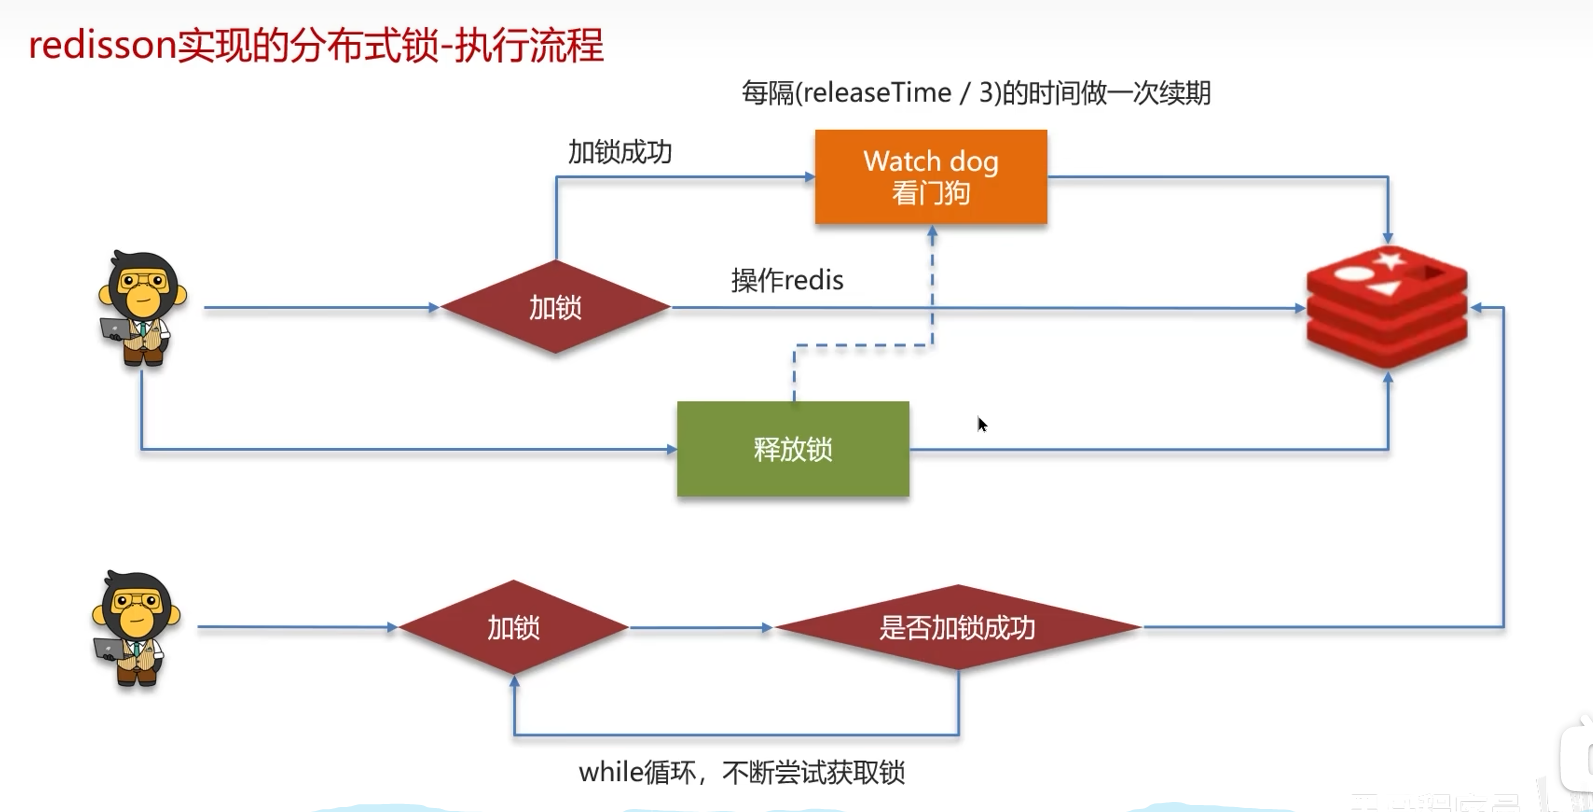 redisson实现的分布式锁-执行流程
每隔(releaseTime / 3)的时间做一次续期
加锁成功
Watch dog
看门狗
加锁
操作redis
释放锁
加锁
是否加锁成功
while循环，不断尝试获取锁